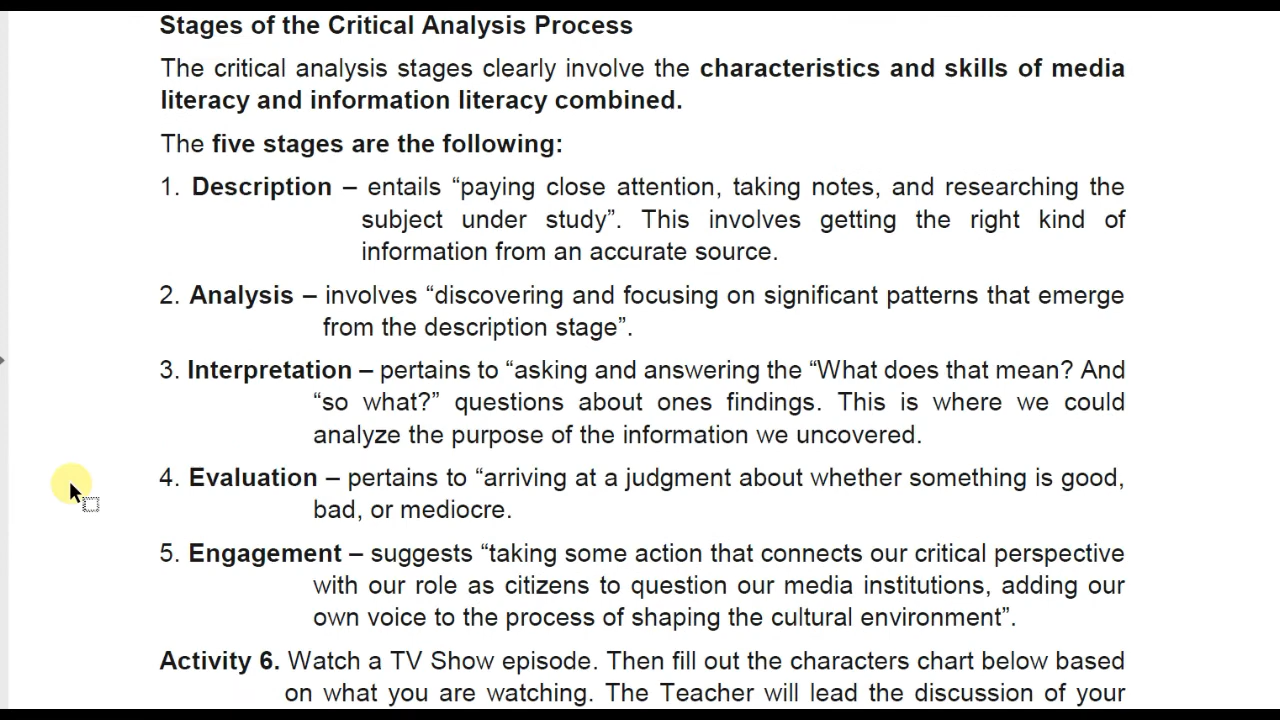 Stages of the Critical Analysis Process
The critical analysis stages clearly involve the characteristics and skills of media
literacy and information literacy combined.
The five stages are the following:
1. Description – entails “paying close attention, taking notes, and researching the
subject under study”. This involves getting the right kind of
information from an accurate source.
2. Analysis – involves “discovering and focusing on significant patterns that emerge
from the description stage”.
3. Interpretation – pertains to “asking and answering the “What does that mean? And
“so what?” questions about ones findings. This is where we could
analyze the purpose of the information we uncovered.
4. Evaluation – pertains to “arriving at a judgment about whether something is good,
bad, or mediocre.
5. Engagement – suggests “taking some action that connects our critical perspective
with our role as citizens to question our media institutions, adding our
own voice to the process of shaping the cultural environment”.
Activity 6. Watch a TV Show episode. Then fill out the characters chart below based
on what you are watching. The Teacher will lead the discussion of your